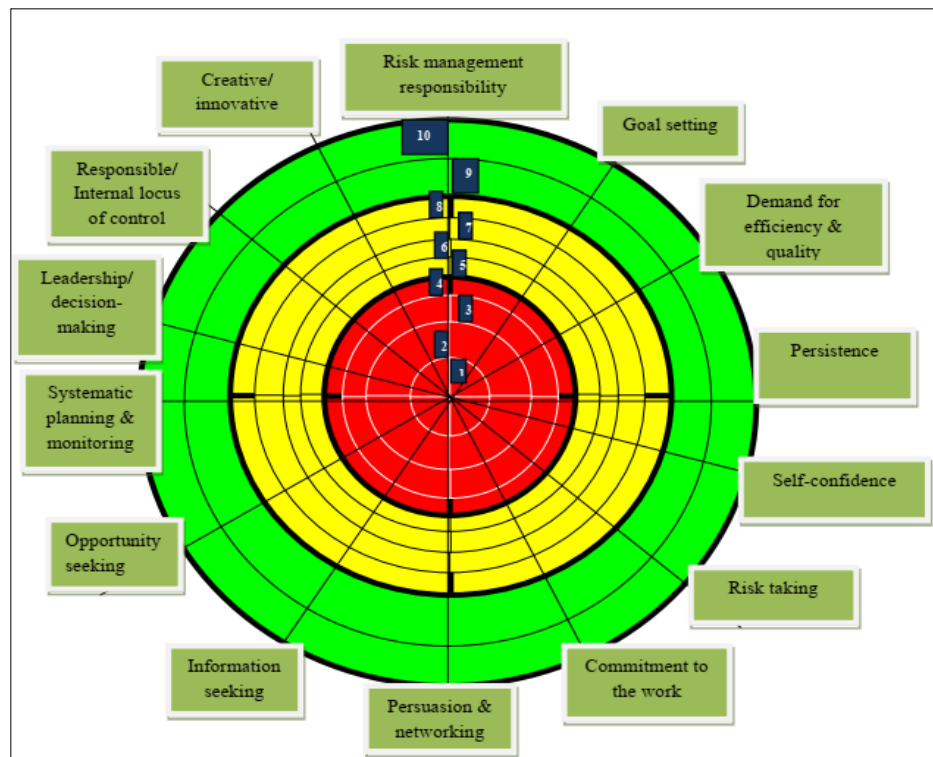 Risk management
responsibility
Creative/
innovative
Goal setting
Responsible/
Internal locus
of control
Demand for
efficiency &
quality
Leadership/
decision-
making
Persistence
Systematic
planning &
monitoring
Self-confidence
Opportunity
seeking
Risk taking
Information
seeking
Commitment to
the work
Persuasion &
networking
10
9
8
7
6
5
4
3
2
1